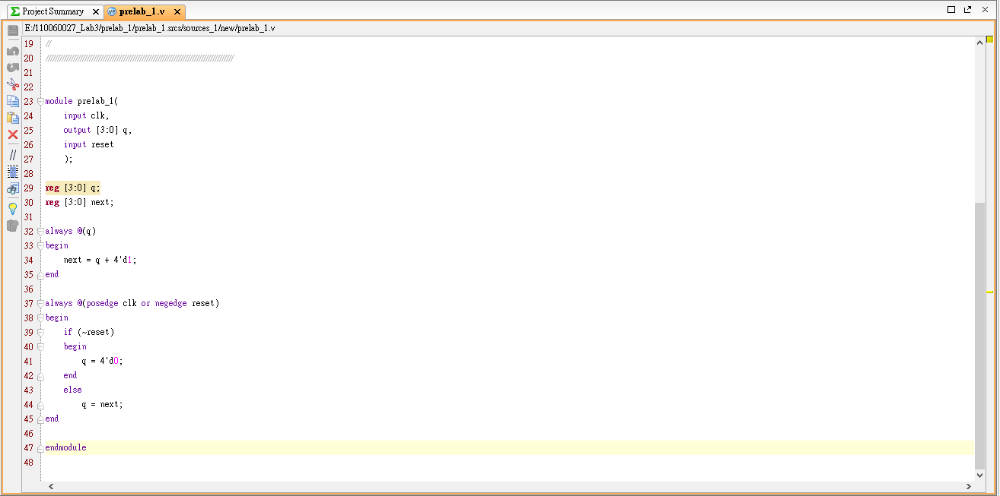 Project Summary
prelab_1.v
E:/110060027_Lab3/prelab_1/prelab_1.srcs/sources_1/new/prelab_1.v
19 //
20 //////////////////////////////////////////////////////////////////////////////////
21
22
23 module prelab_1(
24     input clk,
25     output [3:0] q,
26     input reset
27     );
28
29 reg [3:0] q;
30 reg [3:0] next;
31
32 always @(q)
33 begin
34     next = q + 4'd1;
35 end
36
37 always @(posedge clk or negedge reset)
38 begin
39     if (~reset)
40     begin
41         q = 4'd0;
42     end
43     else
44         q = next;
45 end
46
47 endmodule
48